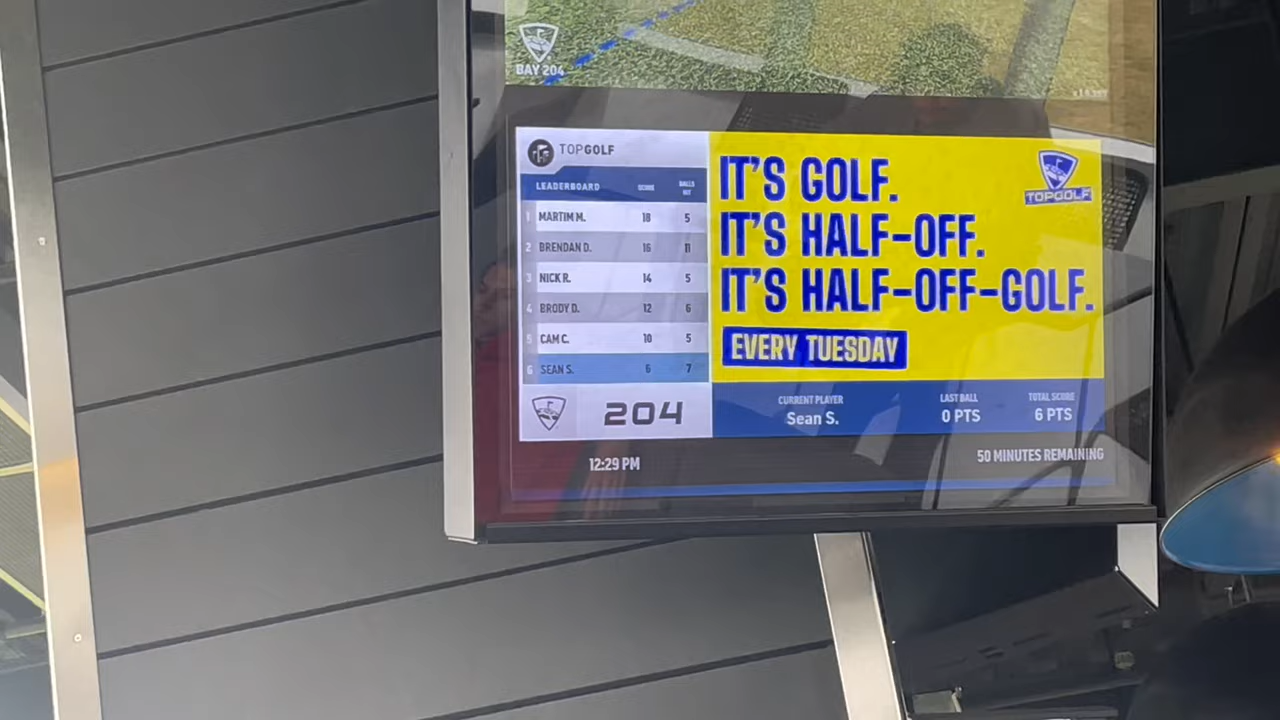 BAY 204
TOPGOLF
LEADERBOARD SCORE BALLS HIT
1 MARTIM M. 18 5
2 BRENDAN D. 16 11
3 NICK R. 14 5
4 BRODY D. 12 6
5 CAM C. 10 5
6 SEAN S. 6 7
204
IT'S GOLF.
IT'S HALF-OFF.
IT'S HALF-OFF-GOLF.
EVERY TUESDAY
TOPGOLF
CURRENT PLAYER
Sean S.
LAST BALL
0 PTS
TOTAL SCORE
6 PTS
12:29 PM
50 MINUTES REMAINING